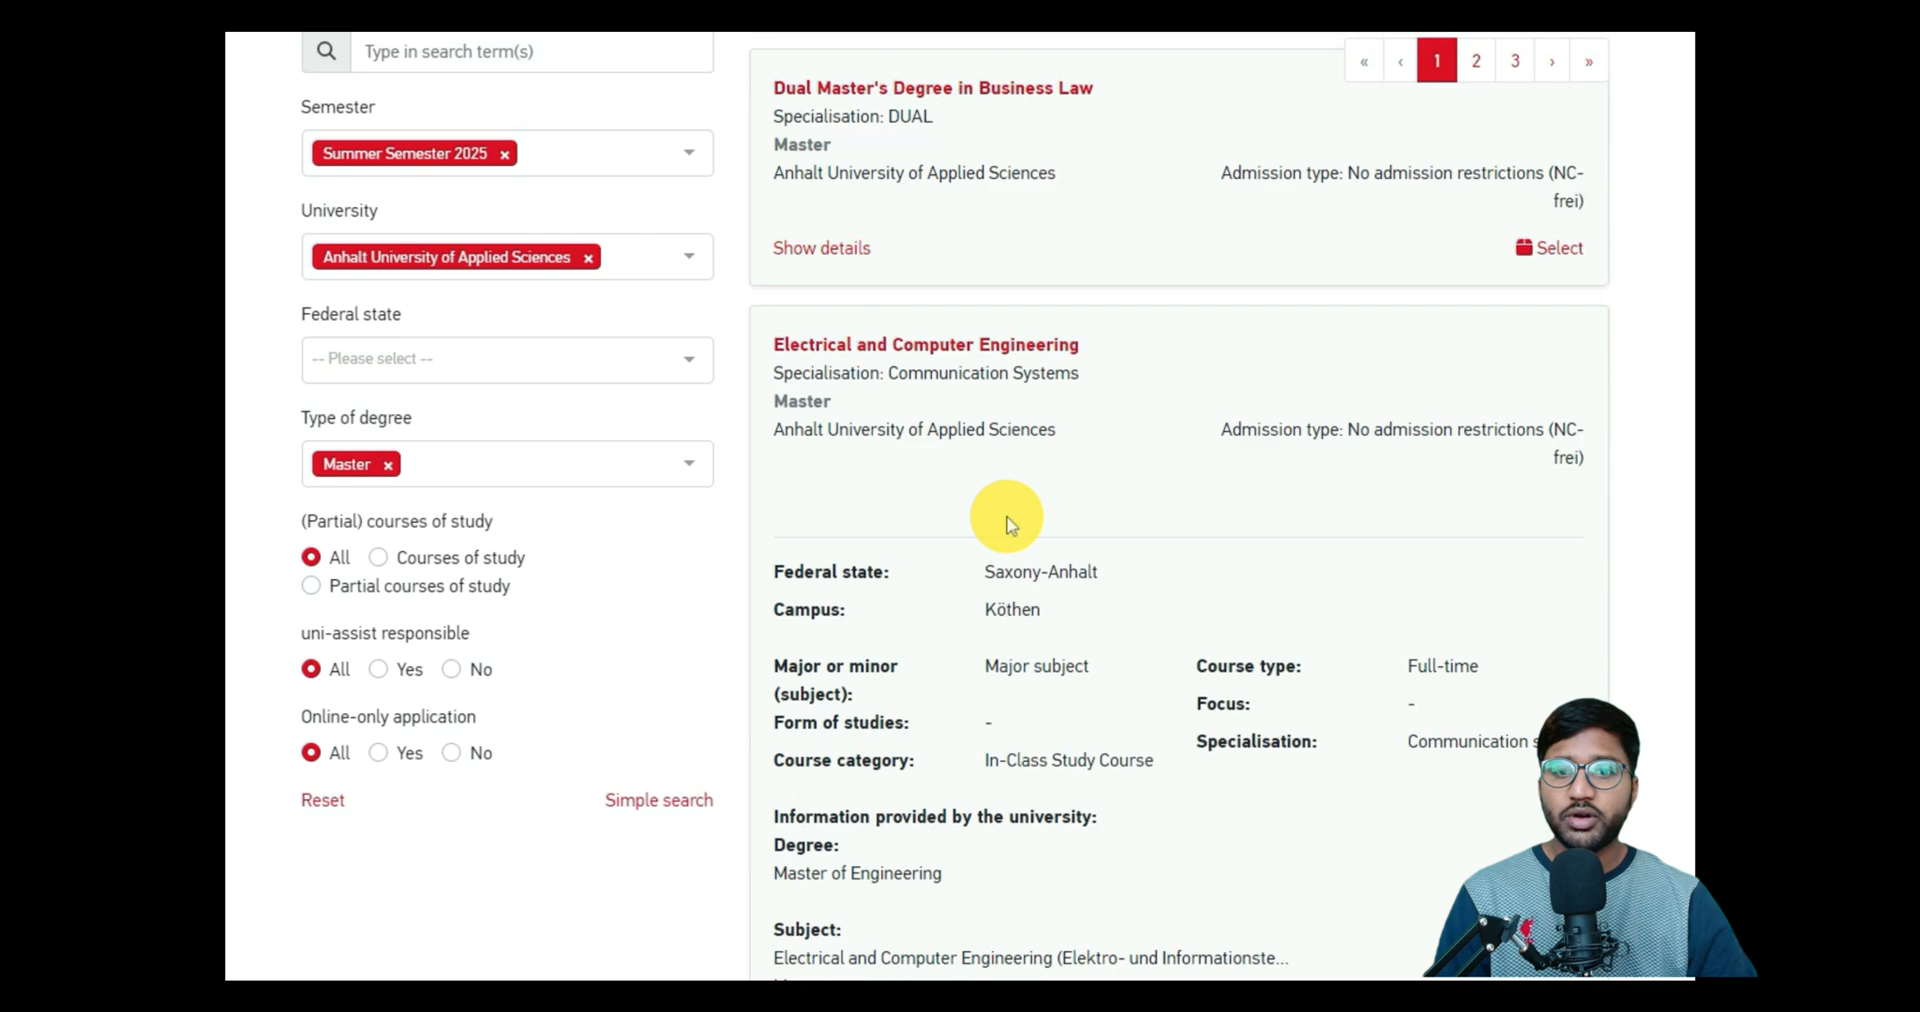 Type in search term(s)
Semester
Summer Semester 2025 ×
University
Anhalt University of Applied Sciences ×
Federal state
-- Please select --
Type of degree
Master ×
(Partial) courses of study
All Courses of study
Partial courses of study
uni-assist responsible
All Yes No
Online-only application
All Yes No
Reset Simple search
« ‹ 1 2 3 › »
Dual Master's Degree in Business Law
Specialisation: DUAL
Master
Anhalt University of Applied Sciences Admission type: No admission restrictions (NC-
frei)
Show details Select
Electrical and Computer Engineering
Specialisation: Communication Systems
Master
Anhalt University of Applied Sciences Admission type: No admission restrictions (NC-
frei)
Federal state: Saxony-Anhalt
Campus: Köthen
Major or minor Major subject Course type: Full-time
(subject):
Focus: -
Form of studies: -
Specialisation: Communication
Course category: In-Class Study Course
Information provided by the university:
Degree:
Master of Engineering
Subject:
Electrical and Computer Engineering (Elektro- und Informationste...